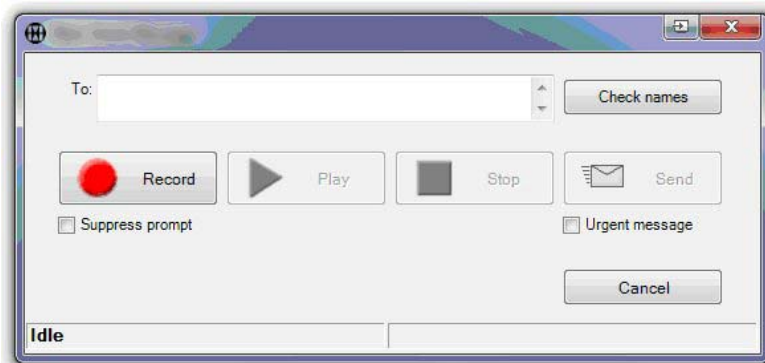 To:
Check names
Record
Play
Stop
Send
Suppress prompt
Urgent message
Cancel
Idle